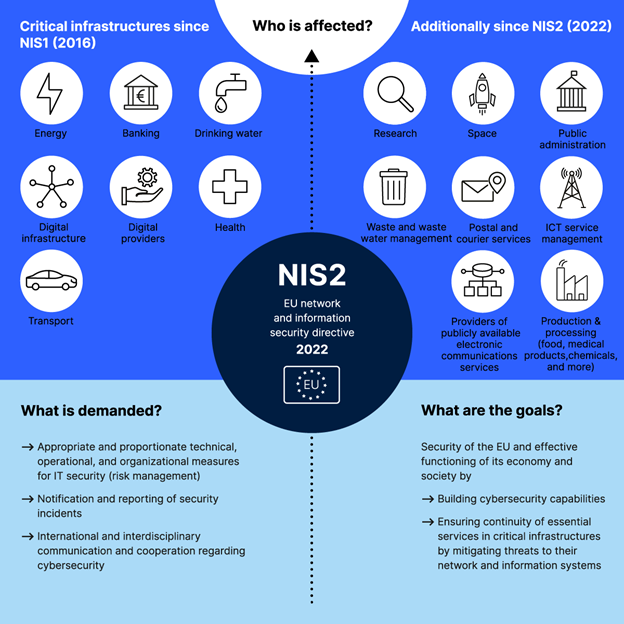 Critical infrastructures since
NIS1 (2016)
Who is affected?
Additionally since NIS2 (2022)
Energy
Banking
€
Drinking water
Digital
infrastructure
Digital
providers
Health
Transport
Research
Space
Public
administration
Waste and waste
water management
Postal and
courier services
ICT service
management
Providers of
publicly available
electronic
communications
services
Production &
processing
(food, medical
products,chemicals,
and more)
NIS2
EU network
and information
security directive
2022
EU
What is demanded?
→ Appropriate and proportionate technical,
operational, and organizational measures
for IT security (risk management)
→ Notification and reporting of security
incidents
→ International and interdisciplinary
communication and cooperation regarding
cybersecurity
What are the goals?
Security of the EU and effective
functioning of its economy and
society by
→ Building cybersecurity capabilities
→ Ensuring continuity of essential
services in critical infrastructures
by mitigating threats to their
network and information systems